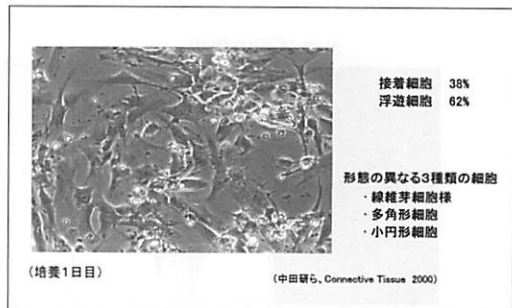 接着細胞 38%
浮遊細胞 62%
形態の異なる3種類の細胞
・線維芽細胞様
・多角形細胞
・小円形細胞
(培養1日目)
(中田研ら、Connective Tissue 2000)